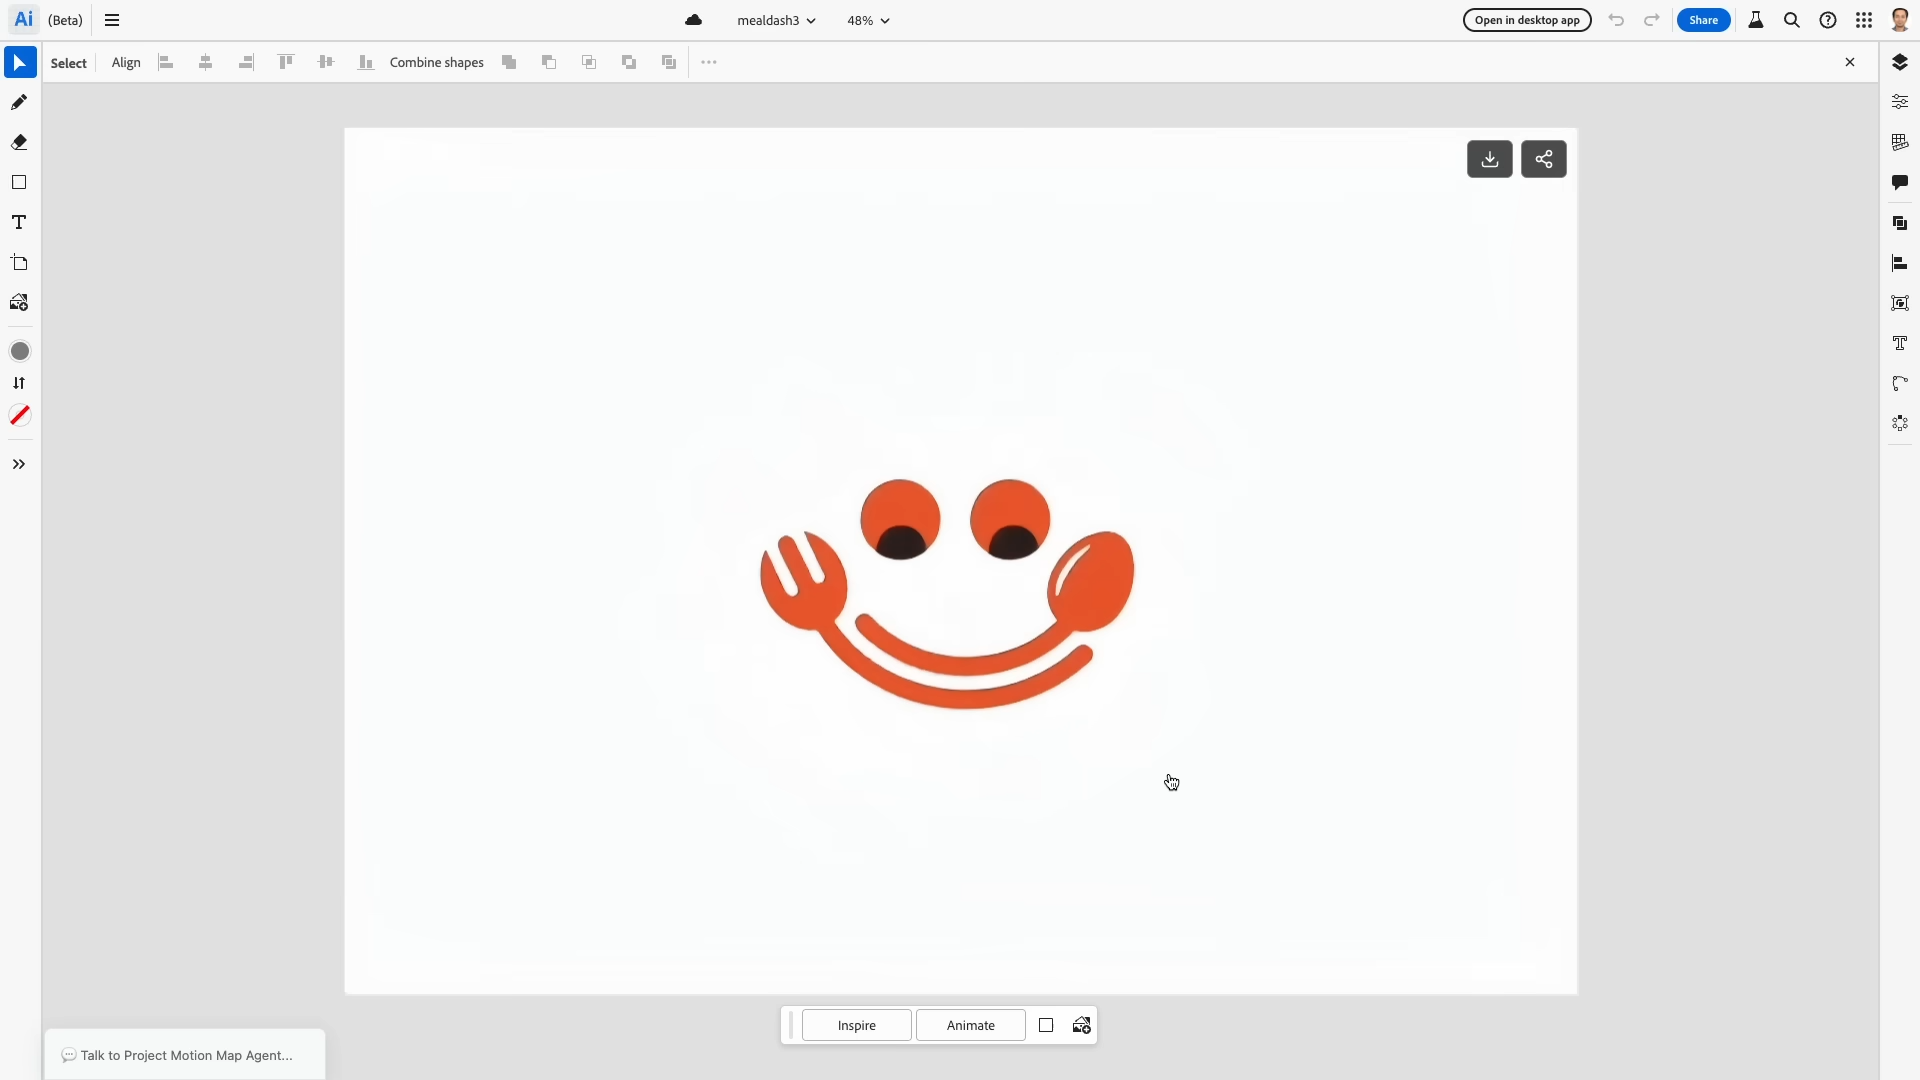 Ai (Beta)
mealdash3
48%
Open in desktop app
Share
Select
Align
Combine shapes
T
Inspire
Animate
Talk to Project Motion Map Agent...